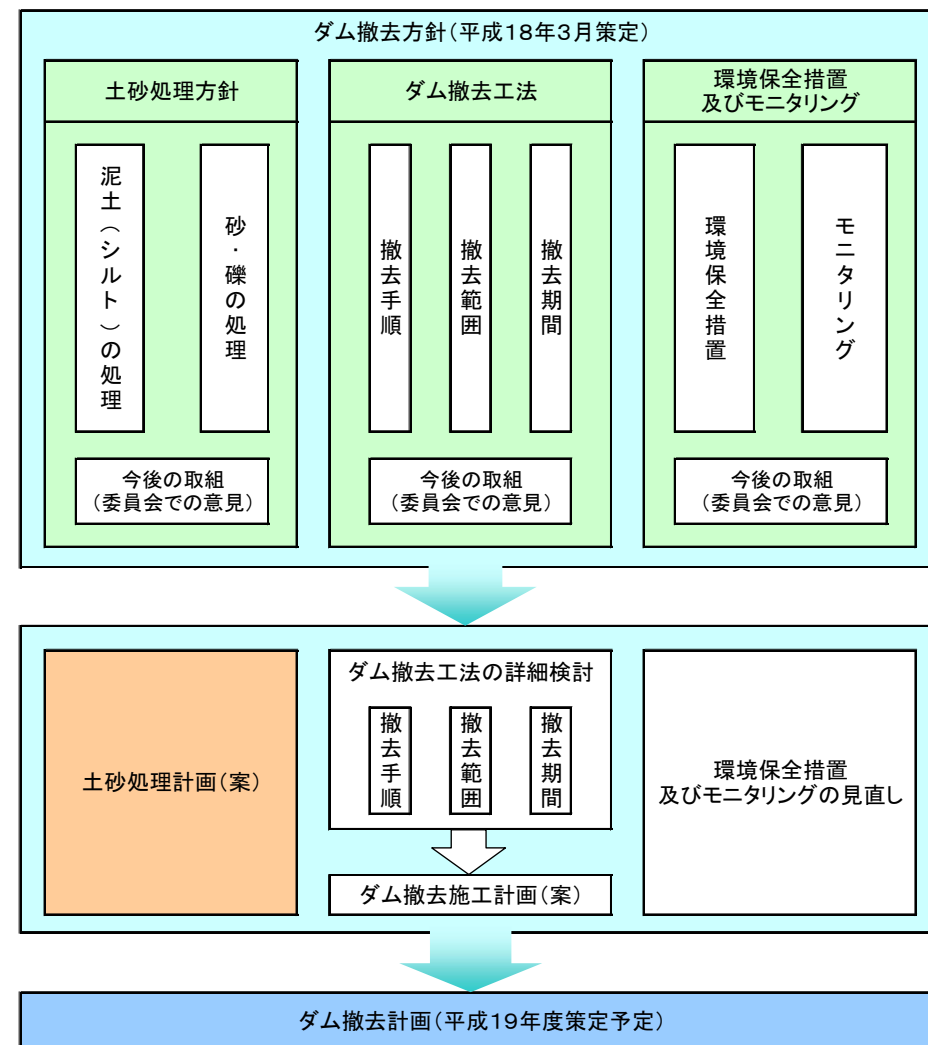 ダム撤去方針(平成18年3月策定)
土砂処理方針
泥土(シルト)の処理
砂・礫の処理
今後の取組
(委員会での意見)
ダム撤去工法
撤去手順
撤去範囲
撤去期間
今後の取組
(委員会での意見)
環境保全措置
及びモニタリング
環境保全措置
モニタリング
今後の取組
(委員会での意見)
土砂処理計画(案)
ダム撤去工法の詳細検討
撤去手順
撤去範囲
撤去期間
ダム撤去施工計画(案)
環境保全措置
及びモニタリングの見直し
ダム撤去計画(平成19年度策定予定)